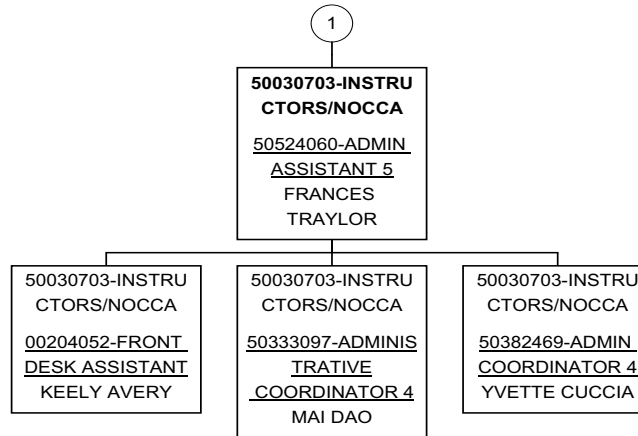 1
50030703-INSTRU
CTORS/NOCCA
50524060-ADMIN
ASSISTANT 5
FRANCES
TRAYLOR
50030703-INSTRU
CTORS/NOCCA
00204052-FRONT
DESK ASSISTANT
KEELY AVERY
50030703-INSTRU
CTORS/NOCCA
50333097-ADMINIS
TRATIVE
COORDINATOR 4
MAI DAO
50030703-INSTRU
CTORS/NOCCA
50382469-ADMIN
COORDINATOR 4
YVETTE CUCCIA